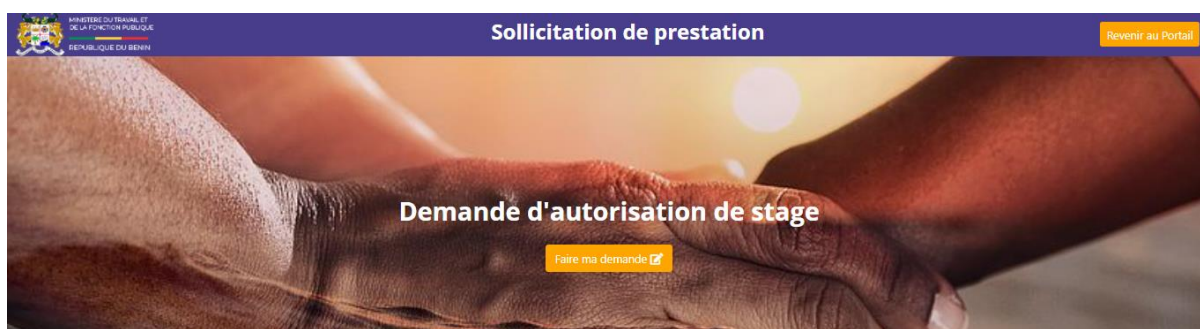 MINISTERE DU TRAVAIL ET
DE LA FONCTION PUBLIQUE
REPUBLIQUE DU BENIN
Sollicitation de prestation
Revenir au Portail
Demande d'autorisation de stage
Faire ma demande